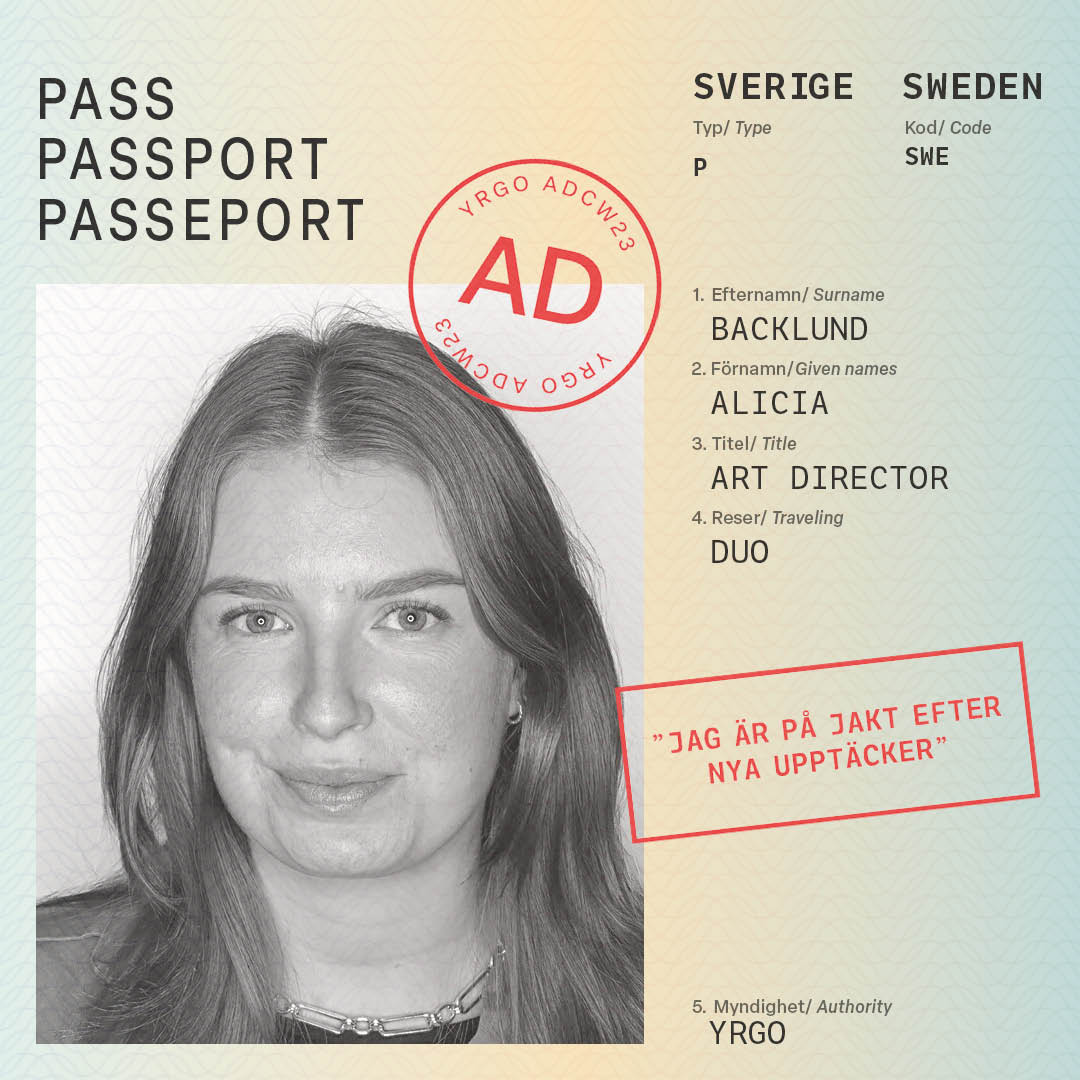 PASS
PASSPORT
PASSEPORT
SVERIGE SWEDEN
Typ/ Type Kod/ Code
P SWE
YRGO ADCW23
AD
YRGO ADCW23
1. Efternamn/ Surname
BACKLUND
2. Förnamn/Given names
ALICIA
3. Titel/ Title
ART DIRECTOR
4. Reser/ Traveling
DUO
”JAG ÄR PÅ JAKT EFTER
NYA UPPTÄCKER”
5. Myndighet/ Authority
YRGO